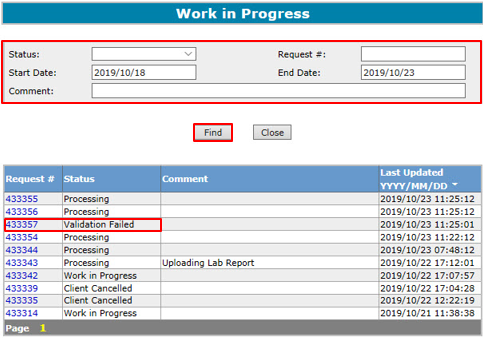 Work in Progress
Status: Request #:
Start Date: 2019/10/18 End Date: 2019/10/23
Comment:
Find Close
Request # Status Comment Last Updated YYYY/MM/DD
433355 Processing 2019/10/23 11:25:12
433356 Processing 2019/10/23 11:25:12
433357 Validation Failed 2019/10/23 11:25:01
433354 Processing 2019/10/23 11:22:12
433344 Processing 2019/10/23 07:48:12
433343 Processing Uploading Lab Report 2019/10/22 17:12:01
433342 Work in Progress 2019/10/22 17:07:57
433339 Client Cancelled 2019/10/22 17:04:28
433335 Client Cancelled 2019/10/22 12:22:19
433314 Work in Progress 2019/10/21 11:38:38
Page 1